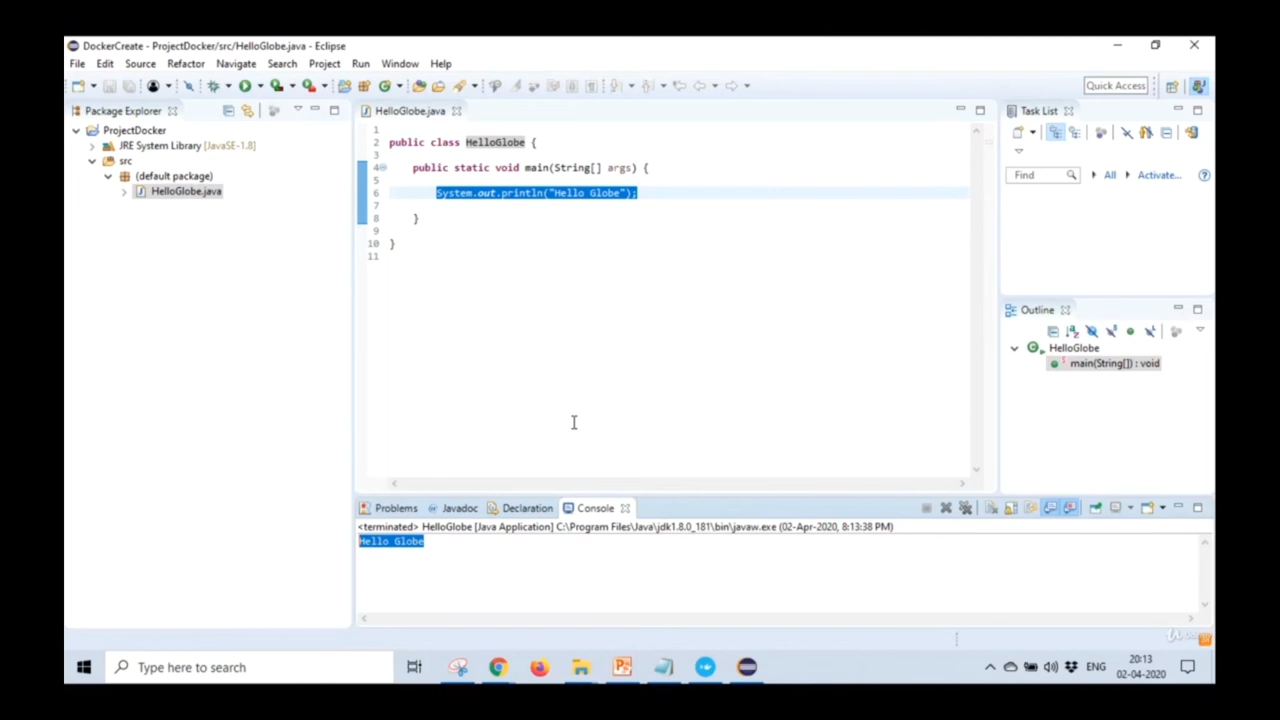 DockerCreate - ProjectDocker/src/HelloGlobe.java - Eclipse
File Edit Source Refactor Navigate Search Project Run Window Help
Quick Access
Package Explorer
ProjectDocker
JRE System Library [JavaSE-1.8]
src
(default package)
HelloGlobe.java
HelloGlobe.java
1
2 public class HelloGlobe {
3
4 public static void main(String[] args) {
5
6 System.out.println("Hello Globe");
7
8 }
9
10 }
11
Task List
Find All Activate...
Outline
HelloGlobe
main(String[]) : void
Problems Javadoc Declaration Console
<terminated> HelloGlobe [Java Application] C:\Program Files\Java\jdk1.8.0_181\bin\javaw.exe (02-Apr-2020, 8:13:38 PM)
Hello Globe
Type here to search
ENG
20:13
02-04-2020